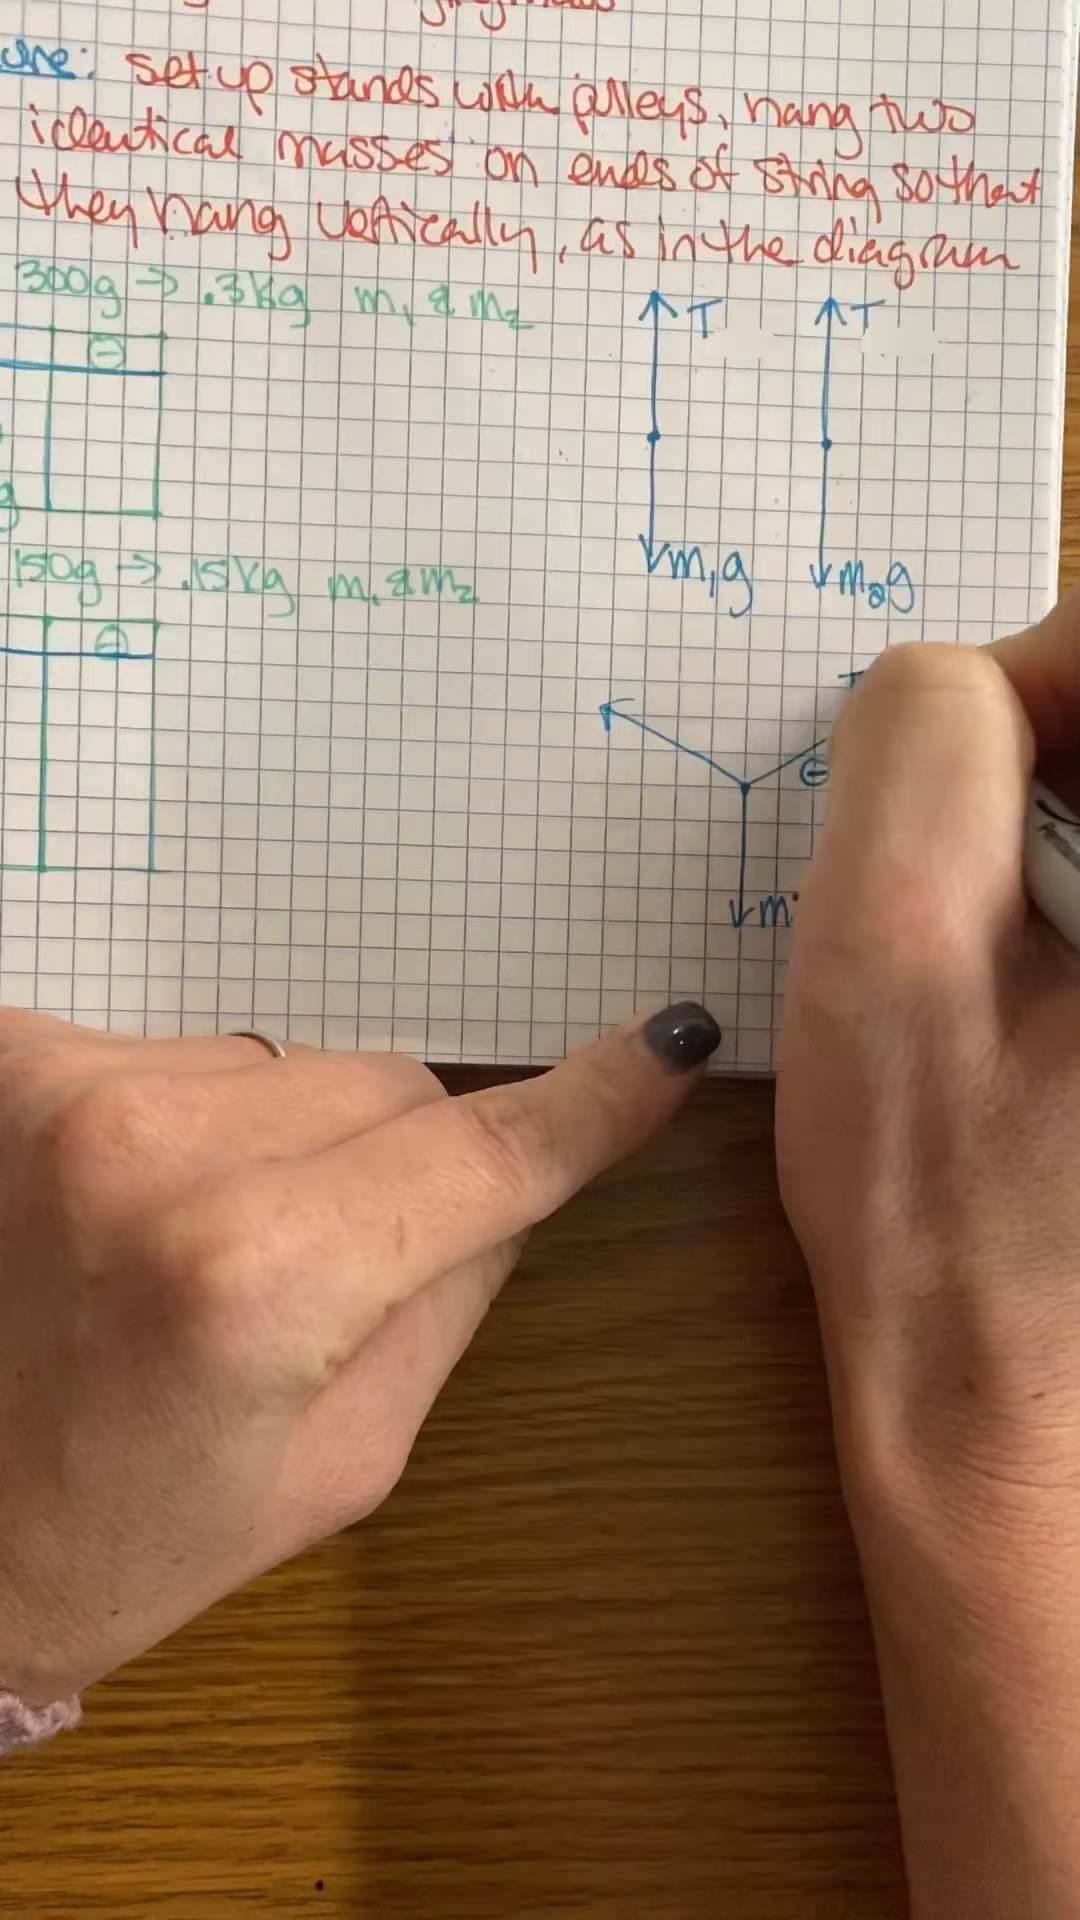 ure: set up stands with pulleys, hang two
identical masses on ends of string so that
they hang vertically, as in the diagram
300g → .3kg m₁ & m₂
T T
Θ
g
m₁g m₂g
150g → .15kg m₁ & m₂
Θ
T
Θ
m